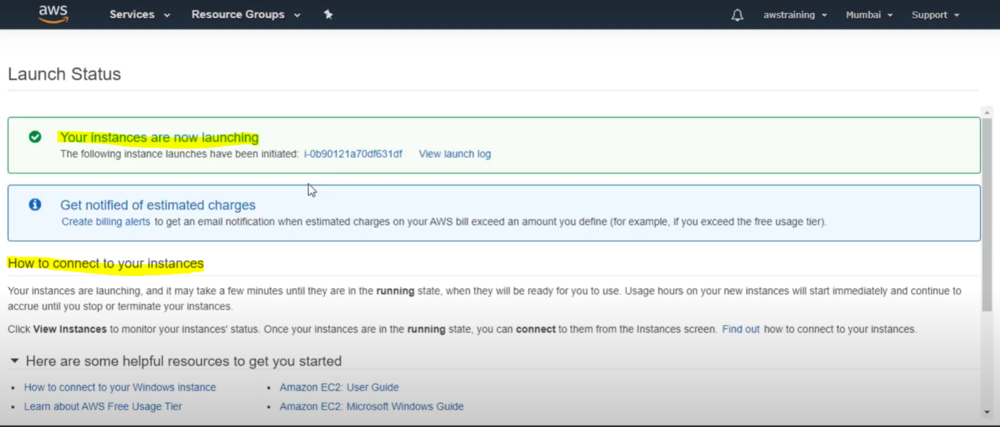 aws Services Resource Groups awstraining Mumbai Support
Launch Status
Your instances are now launching
The following instance launches have been initiated: i-0b90121a70df631df View launch log
Get notified of estimated charges
Create billing alerts to get an email notification when estimated charges on your AWS bill exceed an amount you define (for example, if you exceed the free usage tier).
How to connect to your instances
Your instances are launching, and it may take a few minutes until they are in the running state, when they will be ready for you to use. Usage hours on your new instances will start immediately and continue to
accrue until you stop or terminate your instances.
Click View Instances to monitor your instances' status. Once your instances are in the running state, you can connect to them from the Instances screen. Find out how to connect to your instances.
Here are some helpful resources to get you started
• How to connect to your Windows instance • Amazon EC2: User Guide
• Learn about AWS Free Usage Tier • Amazon EC2: Microsoft Windows Guide